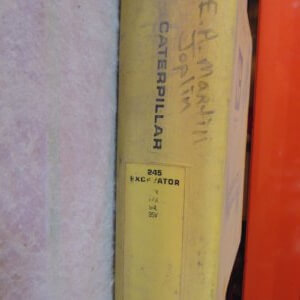 E. A. Martin
Joplin
CATERPILLAR
245
EXCAVATOR